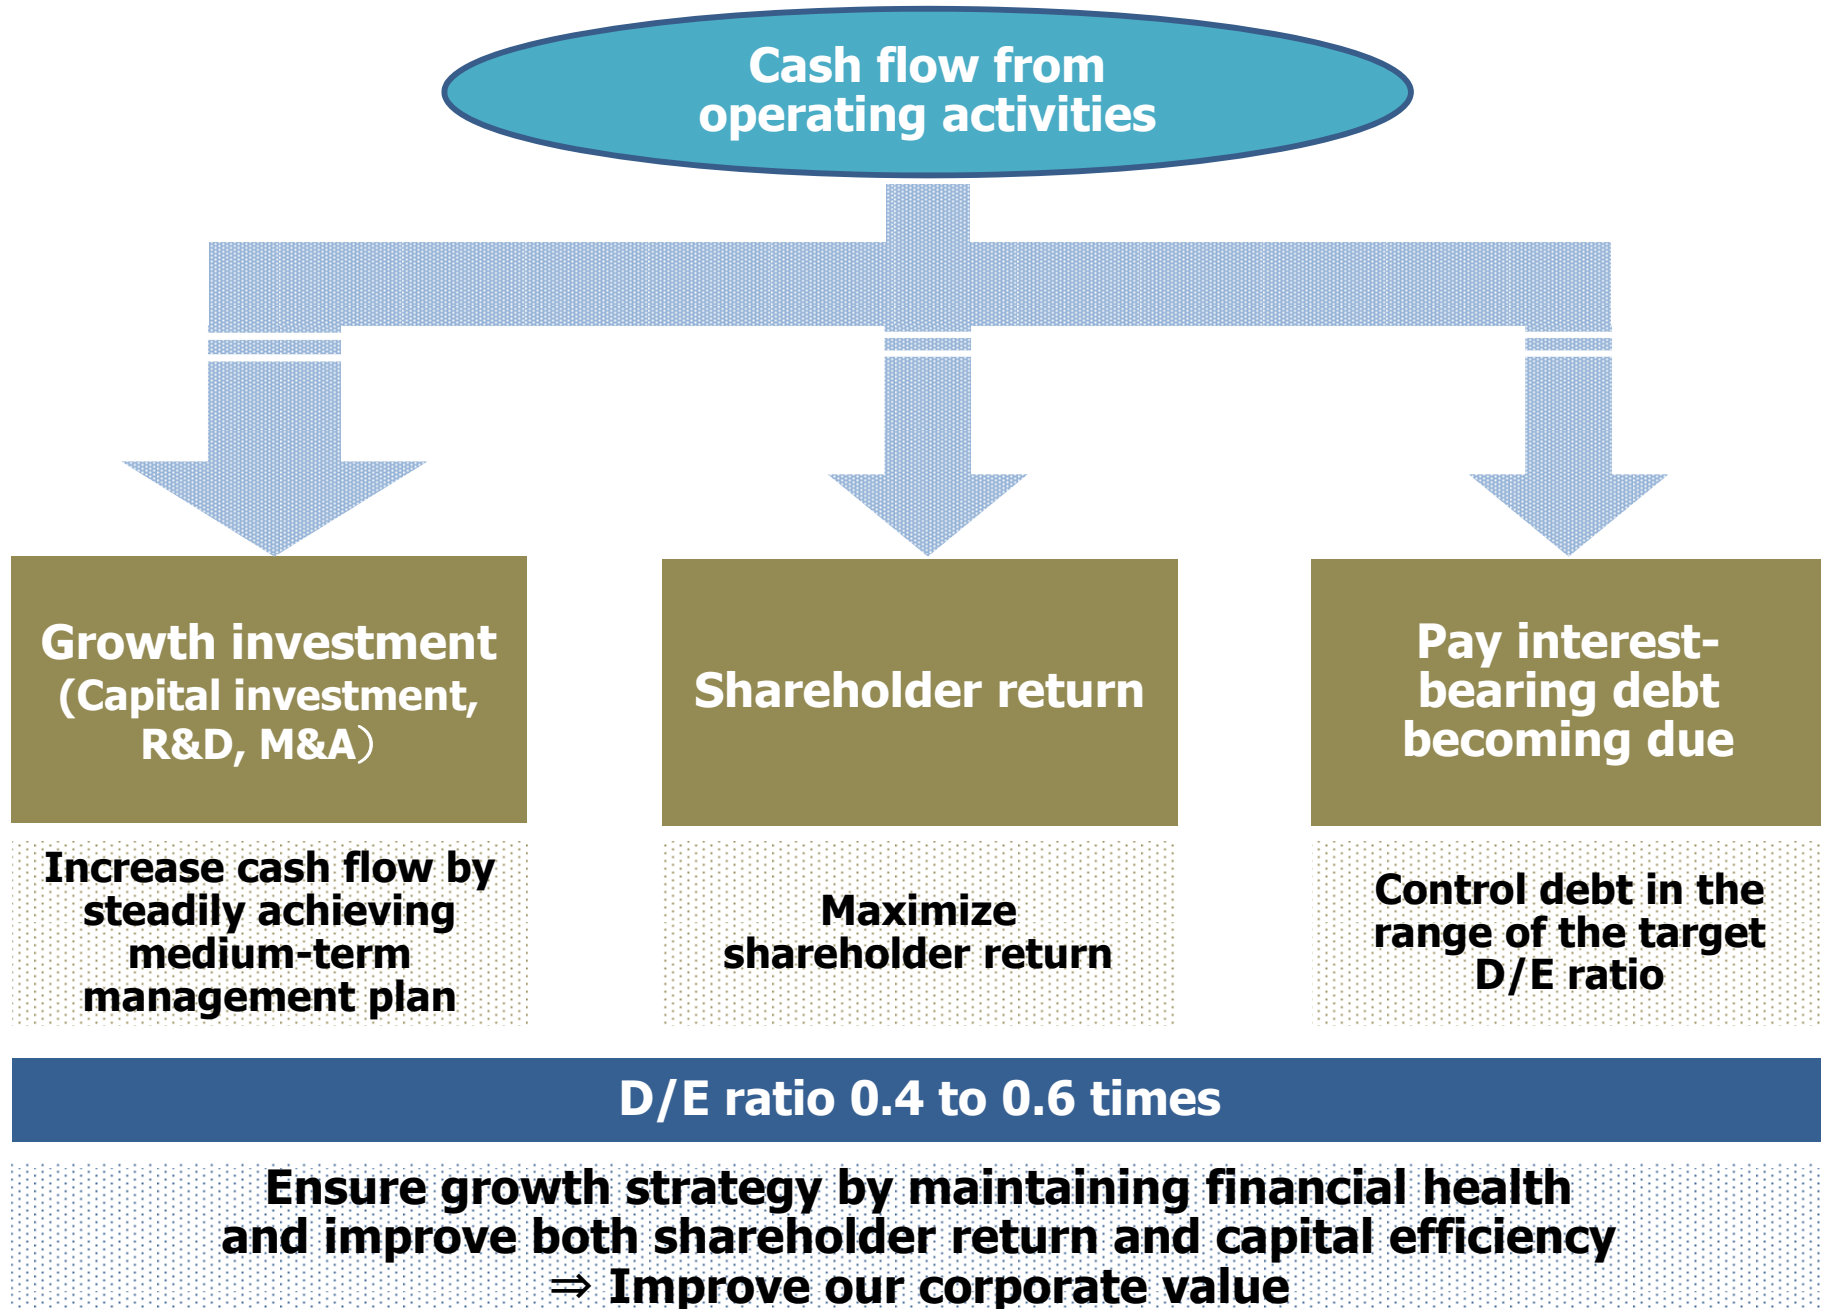 Cash flow from
operating activities
Growth investment
(Capital investment,
R&D, M&A）
Shareholder return
Pay interest-
bearing debt
becoming due
Increase cash flow by
steadily achieving
medium-term
management plan
Maximize
shareholder return
Control debt in the
range of the target
D/E ratio
D/E ratio 0.4 to 0.6 times
Ensure growth strategy by maintaining financial health
and improve both shareholder return and capital efficiency
⇒ Improve our corporate value